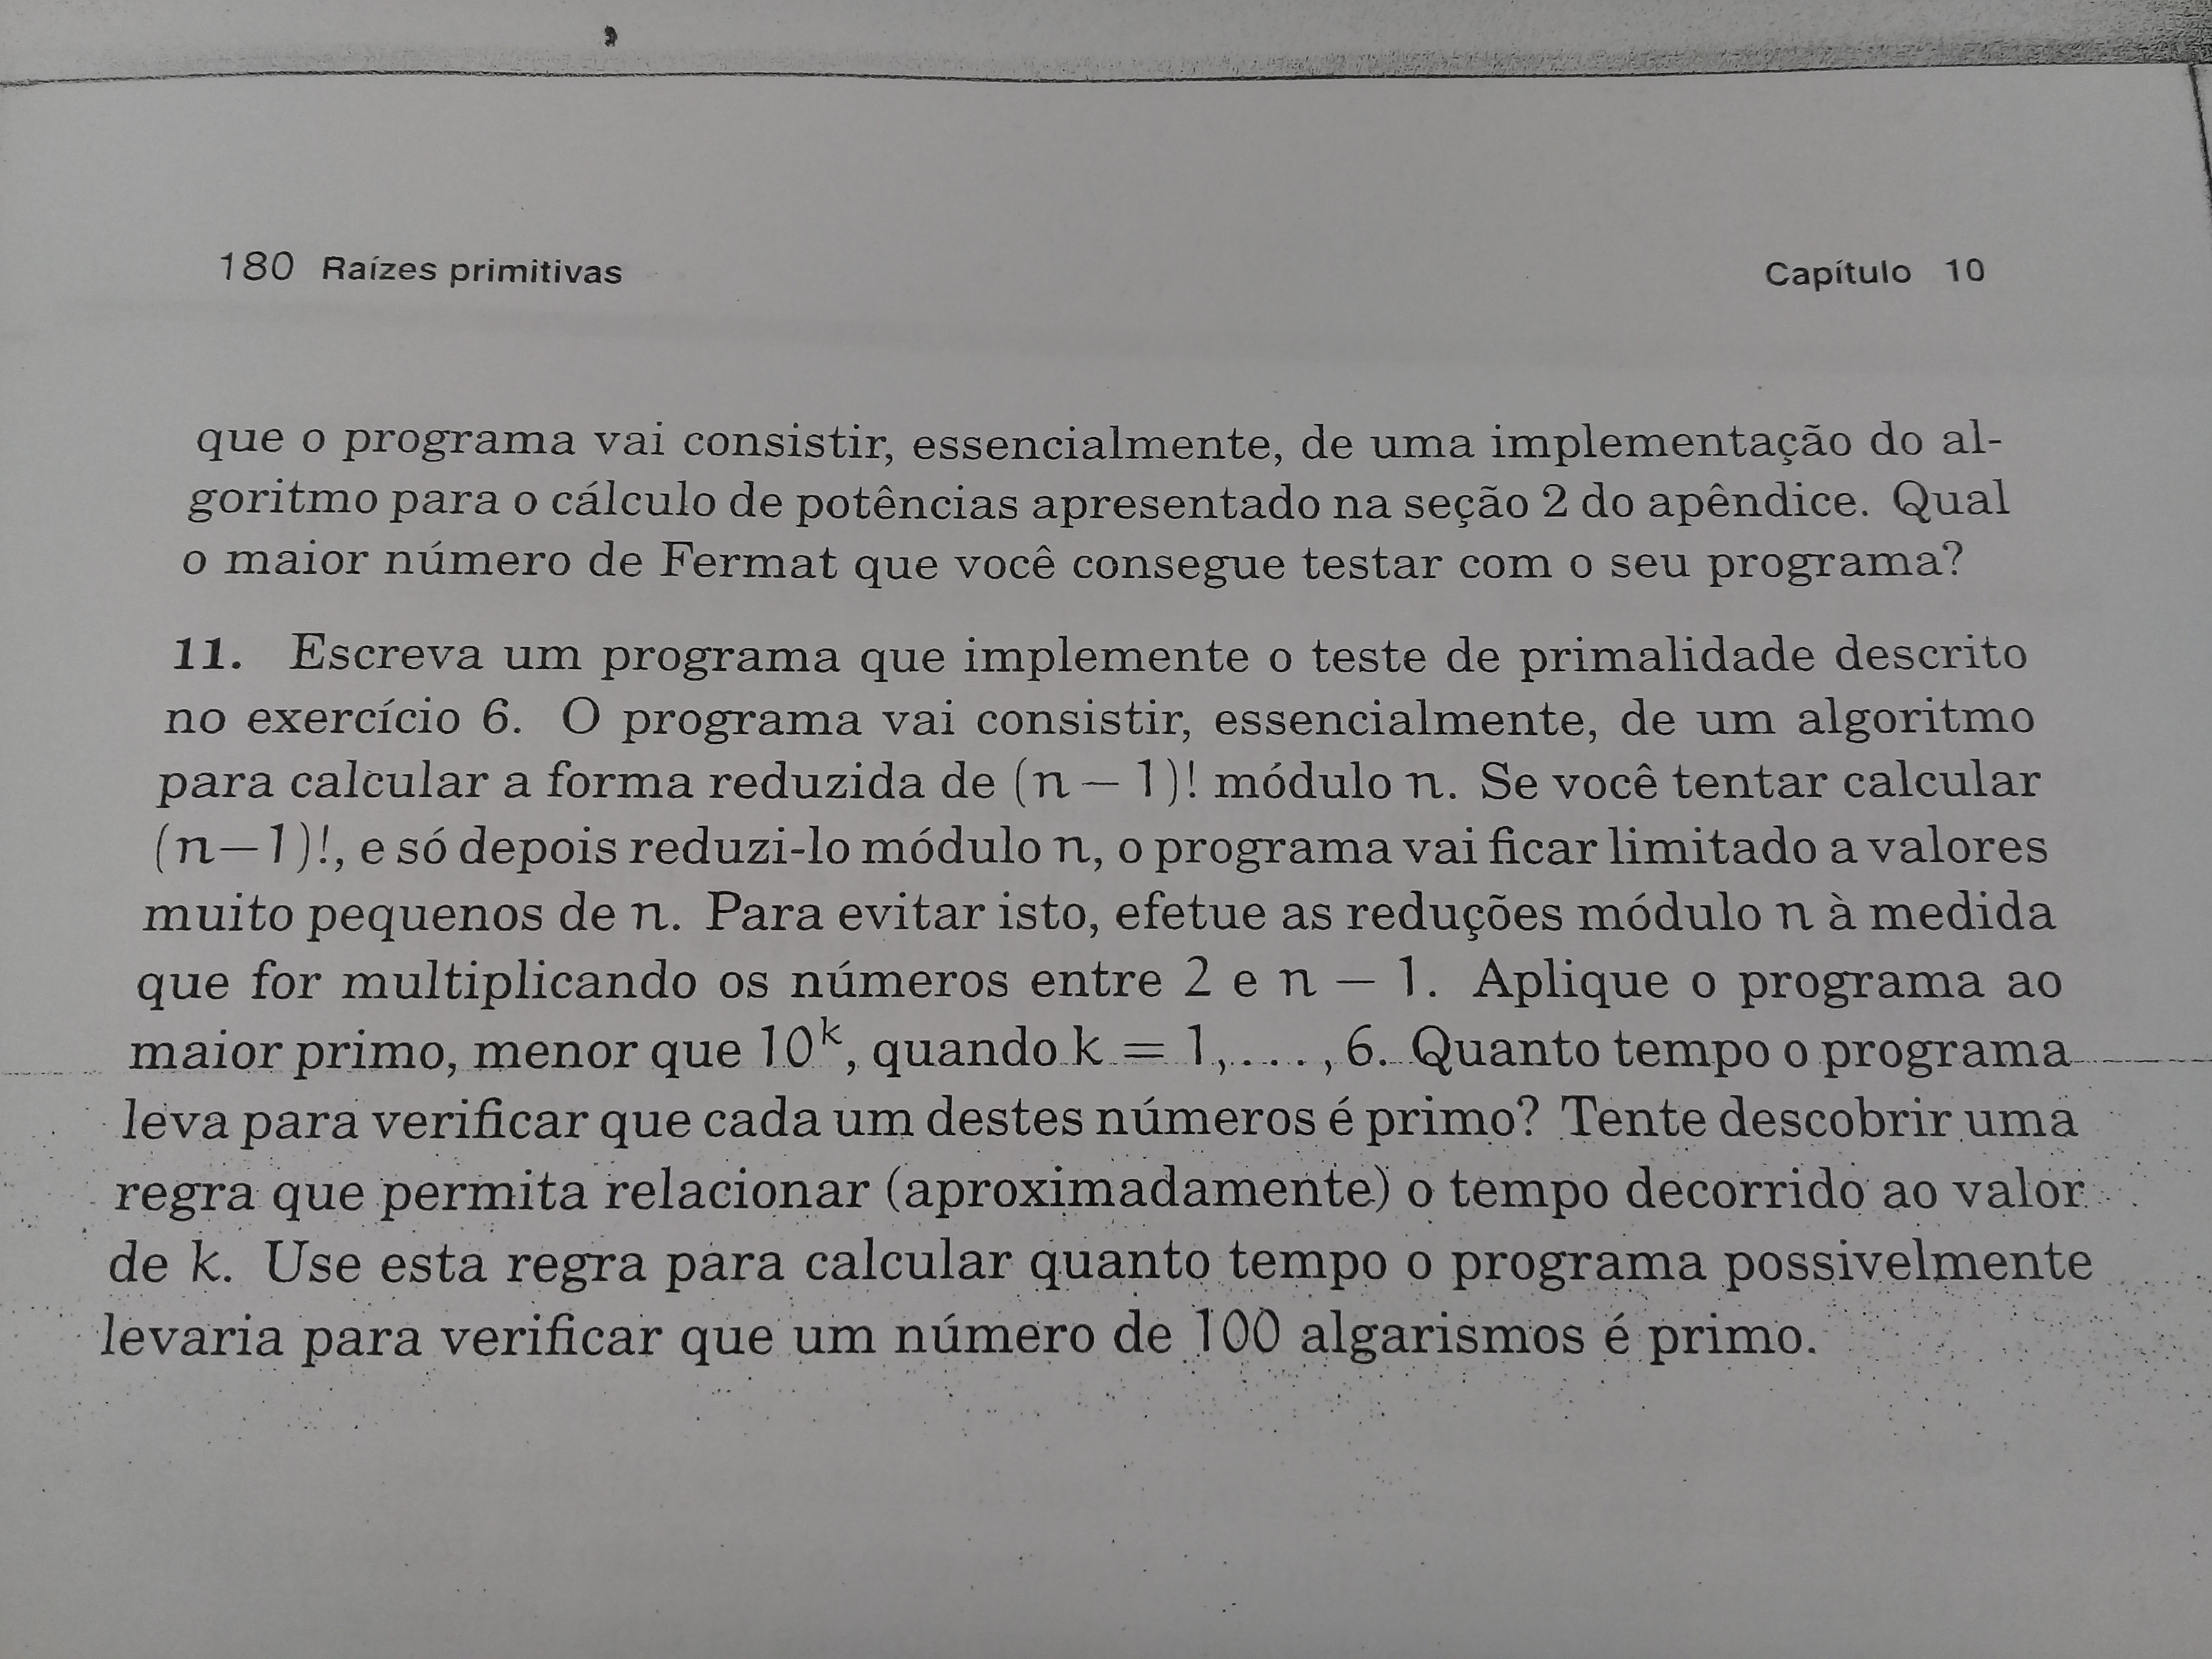 180 Raízes primitivas Capítulo 10
que o programa vai consistir, essencialmente, de uma implementação do al-
goritmo para o cálculo de potências apresentado na seção 2 do apêndice. Qual
o maior número de Fermat que você consegue testar com o seu programa?
11. Escreva um programa que implemente o teste de primalidade descrito
no exercício 6. O programa vai consistir, essencialmente, de um algoritmo
para calcular a forma reduzida de (n − 1)! módulo n. Se você tentar calcular
(n−1)!, e só depois reduzi-lo módulo n, o programa vai ficar limitado a valores
muito pequenos de n. Para evitar isto, efetue as reduções módulo n à medida
que for multiplicando os números entre 2 e n − 1. Aplique o programa ao
maior primo, menor que 10^k, quando k = 1, . . . , 6. Quanto tempo o programa
leva para verificar que cada um destes números é primo? Tente descobrir uma
regra que permita relacionar (aproximadamente) o tempo decorrido ao valor
de k. Use esta regra para calcular quanto tempo o programa possivelmente
levaria para verificar que um número de 100 algarismos é primo.